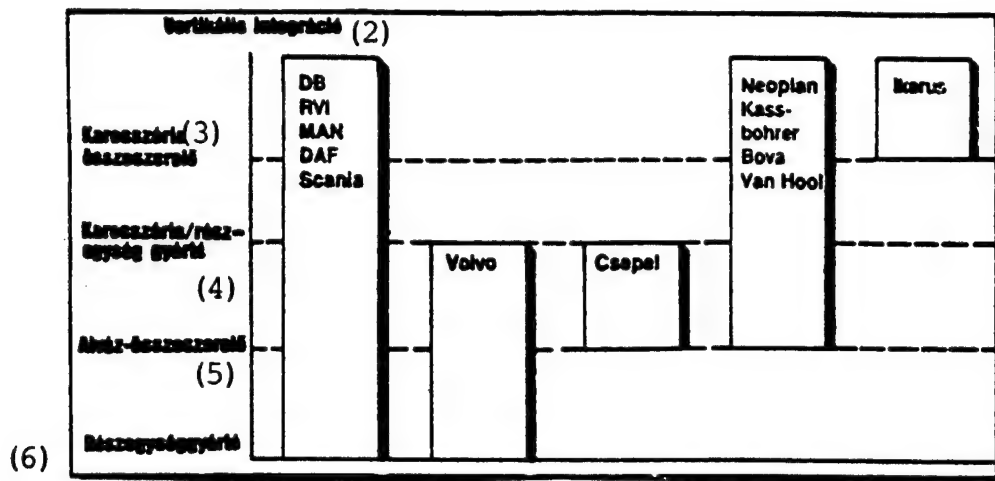 Vertikális integráció (2)
DB
RVI
MAN
DAF
Scania
Neoplan
Kass-
bohrer
Bova
Van Hool
Ikarus
Karosszéria (3)
összeszerelő
Karosszéria/rész-
egység gyártó
(4)
Volvo
Csepel
Alváz-összeszerelő
(5)
Részegységgyártó
(6)